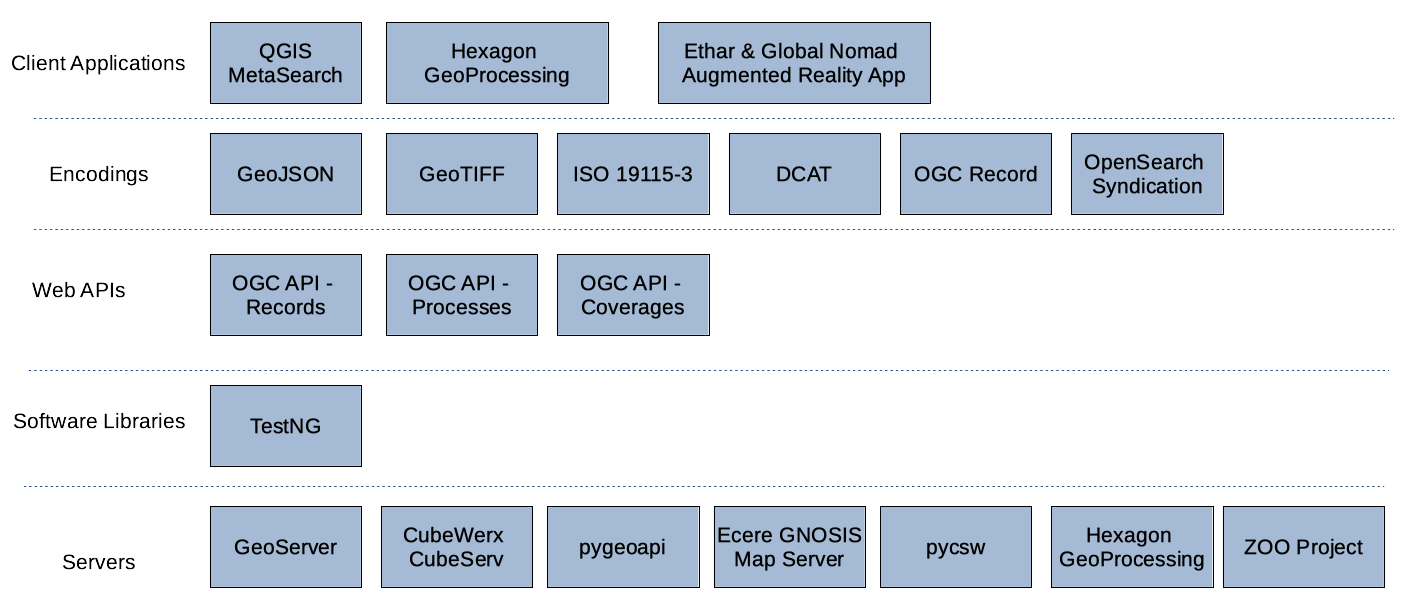 Client Applications
QGIS
MetaSearch
Hexagon
GeoProcessing
Ethar & Global Nomad
Augmented Reality App
Encodings
GeoJSON
GeoTIFF
ISO 19115-3
DCAT
OGC Record
OpenSearch
Syndication
Web APIs
OGC API -
Records
OGC API -
Processes
OGC API -
Coverages
Software Libraries
TestNG
Servers
GeoServer
CubeWerx
CubeServ
pygeoapi
Ecere GNOSIS
Map Server
pycsw
Hexagon
GeoProcessing
ZOO Project